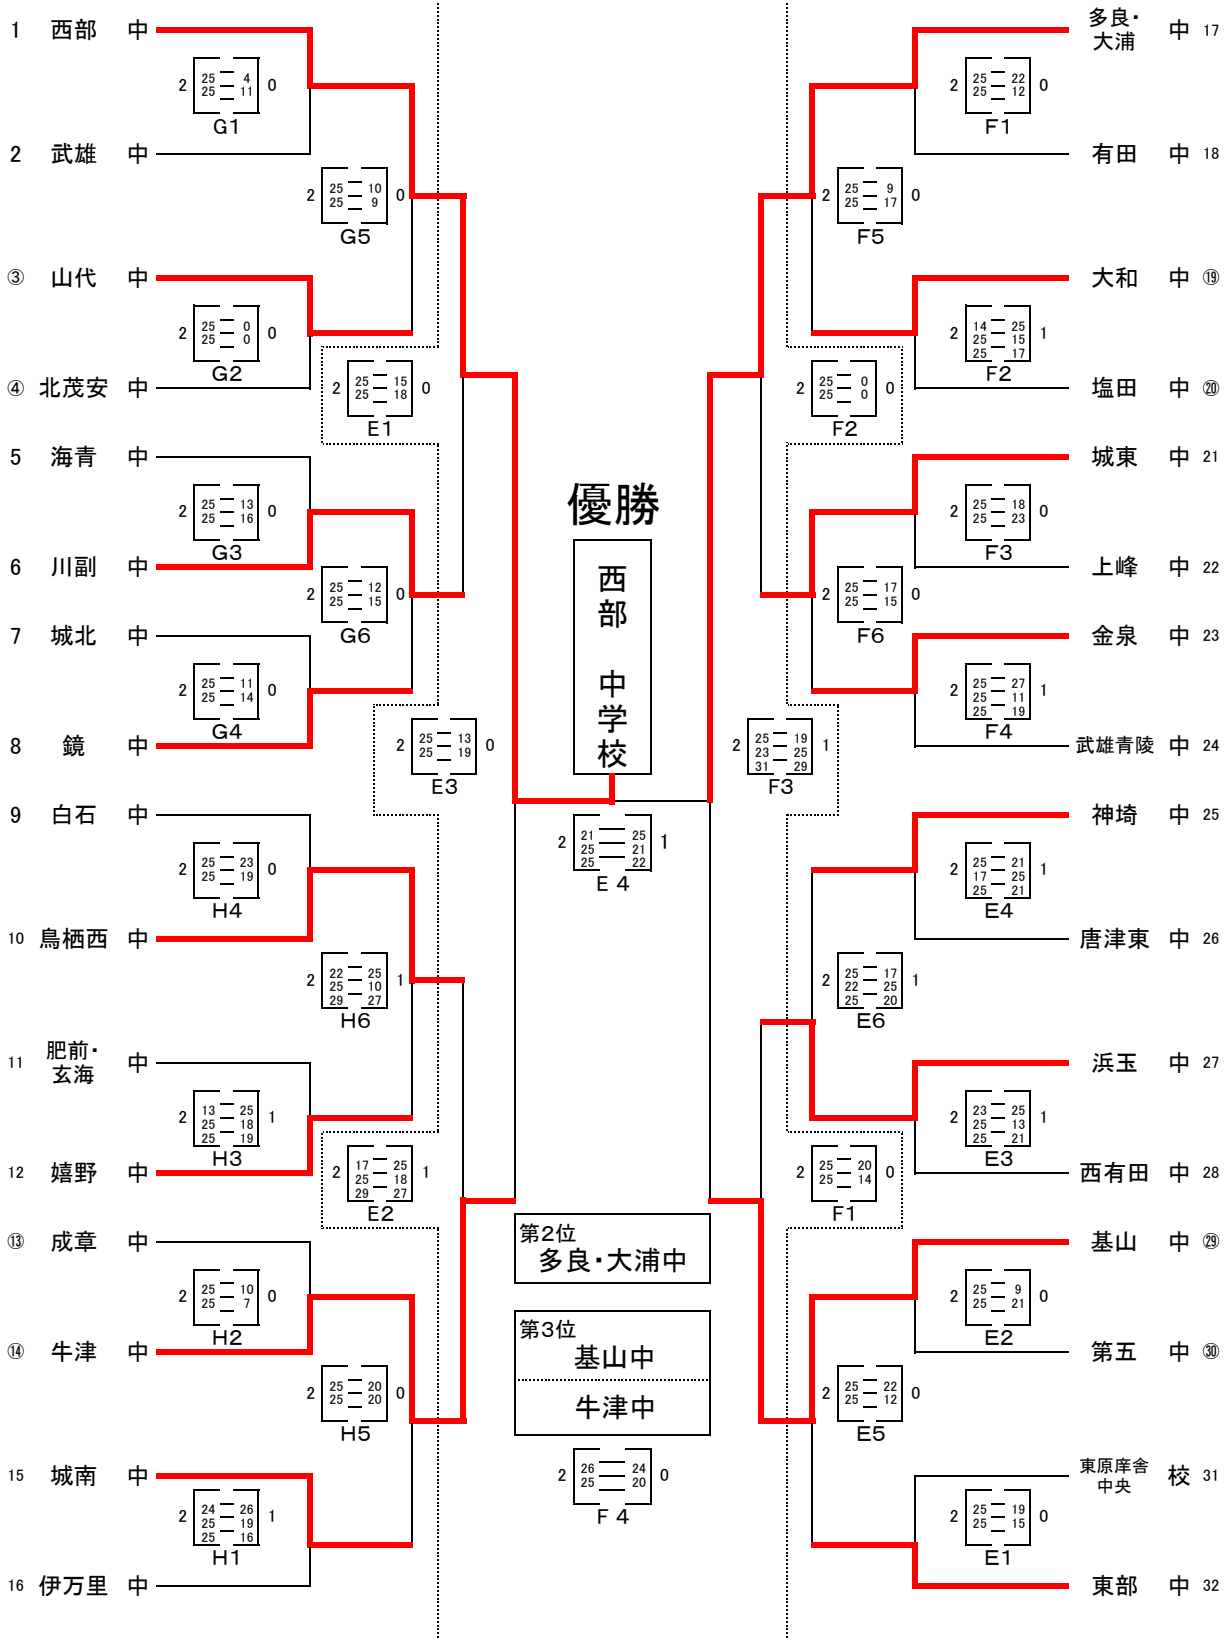 1 西部 中
2 25 4 0
25 11
G1
2 武雄 中
2 25 10 0
25 9
G5
③ 山代 中
2 25 0 0
25 0
G2
④ 北茂安 中
2 25 15 0
25 18
E1
5 海青 中
2 25 13 0
25 16
G3
6 川副 中
2 25 12 0
25 15
G6
7 城北 中
2 25 11 0
25 14
G4
8 鏡 中
2 25 13 0
25 19
E3
9 白石 中
2 25 23 0
25 19
H4
10 鳥栖西 中
2 22 25 1
25 10
29 27
H6
11 肥前・玄海 中
2 13 25 1
25 18
25 19
H3
12 嬉野 中
2 17 25 1
25 18
29 27
E2
⑬ 成章 中
2 25 10 0
25 7
H2
⑭ 牛津 中
2 25 20 0
25 20
H5
15 城南 中
2 24 26 1
25 19
25 16
H1
16 伊万里 中
優勝
西部 中学校
2 21 25 1
25 21
25 22
E 4
第2位
多良・大浦中
第3位
基山中
牛津中
2 26 24 0
25 20
F 4
多良・大浦 中 17
2 25 22 0
25 12
F1
有田 中 18
2 25 9 0
25 17
F5
大和 中 ⑲
2 14 25 1
25 15
25 17
F2
塩田 中 ⑳
2 25 0 0
25 0
F2
城東 中 21
2 25 18 0
25 23
F3
上峰 中 22
2 25 17 0
25 15
F6
金泉 中 23
2 25 27 1
25 11
25 19
F4
武雄青陵 中 24
2 25 19 1
23 25
31 29
F3
神埼 中 25
2 25 21 1
17 25
25 21
E4
唐津東 中 26
2 25 17 1
22 25
25 20
E6
浜玉 中 27
2 23 25 1
25 13
25 21
E3
西有田 中 28
2 25 20 0
25 14
F1
基山 中 ㉙
2 25 9 0
25 21
E2
第五 中 ㉚
2 25 22 0
25 12
E5
東原庠舎中央 校 31
2 25 19 0
25 15
E1
東部 中 32